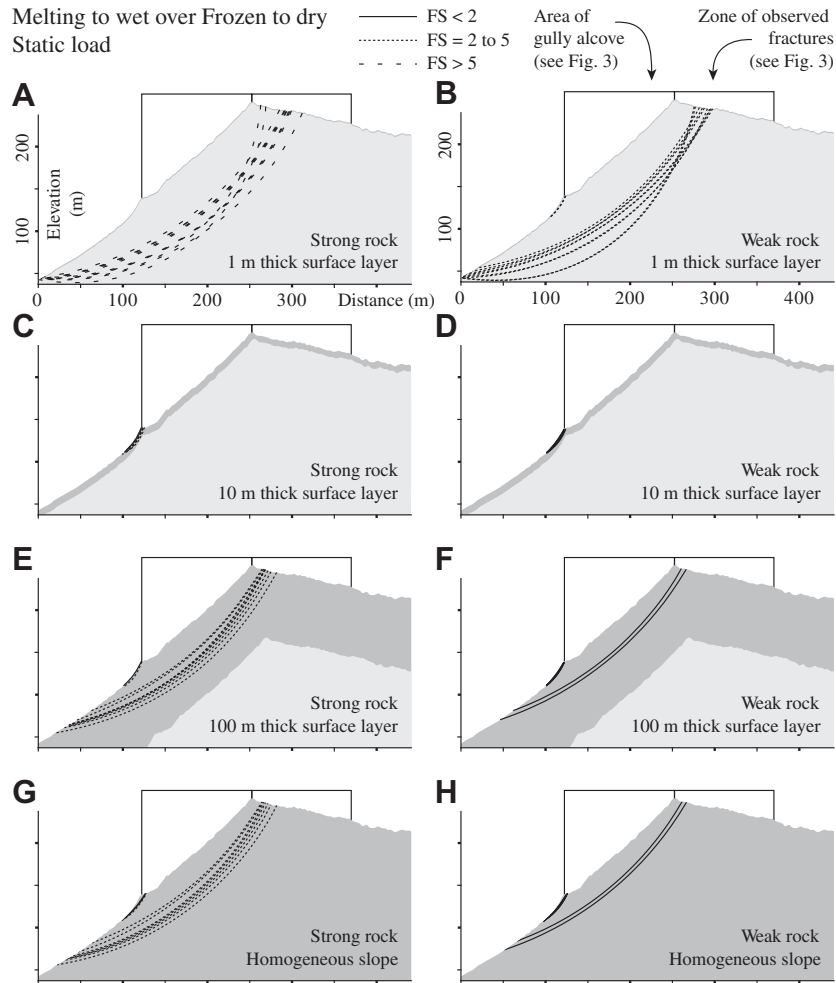 Melting to wet over Frozen to dry
Static load
FS < 2
FS = 2 to 5
FS > 5
Area of
gully alcove
(see Fig. 3)
Zone of observed
fractures
(see Fig. 3)
A
200
100
Elevation
(m)
Strong rock
1 m thick surface layer
0 100 200 300 Distance (m)
B
200
100
Weak rock
1 m thick surface layer
0 100 200 300 400
C
Strong rock
10 m thick surface layer
D
Weak rock
10 m thick surface layer
E
Strong rock
100 m thick surface layer
F
Weak rock
100 m thick surface layer
G
Strong rock
Homogeneous slope
H
Weak rock
Homogeneous slope